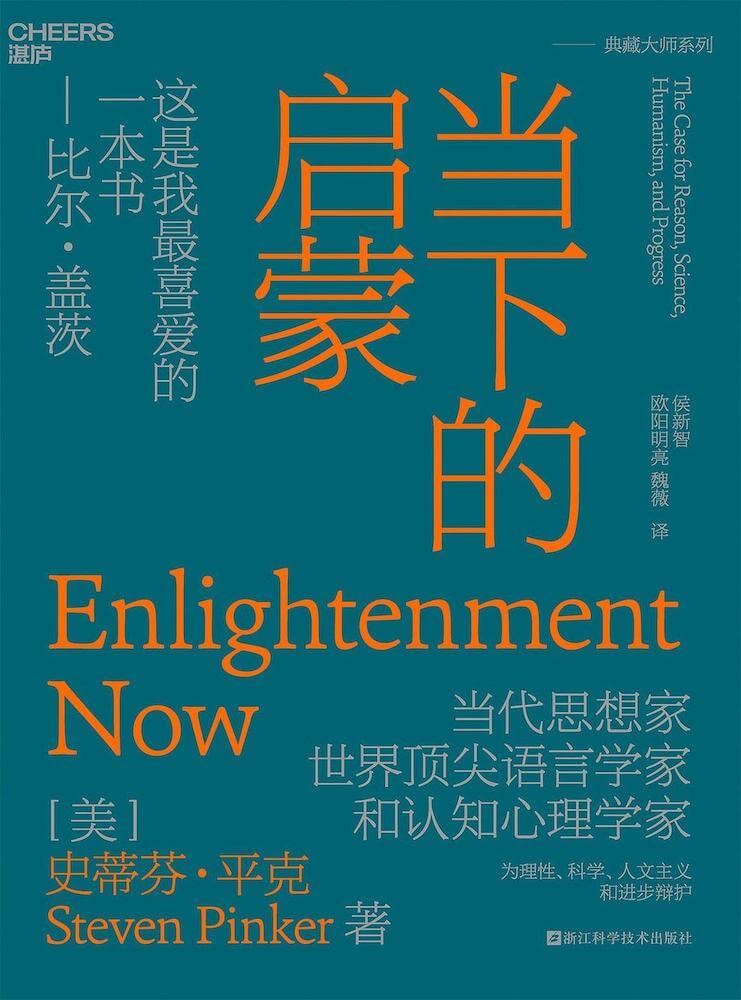 CHEERS
湛庐
—— 典藏大师系列
当下的
启蒙
这是我最喜爱的
一本书
— 比尔·盖茨
The Case for Reason, Science,
Humanism, and Progress
侯新智
欧阳明亮 魏薇 译
Enlightenment
Now
当代思想家
世界顶尖语言学家
和认知心理学家
[美]
史蒂芬·平克
Steven Pinker 著
为理性、科学、人文主义
和进步辩护
浙江科学技术出版社